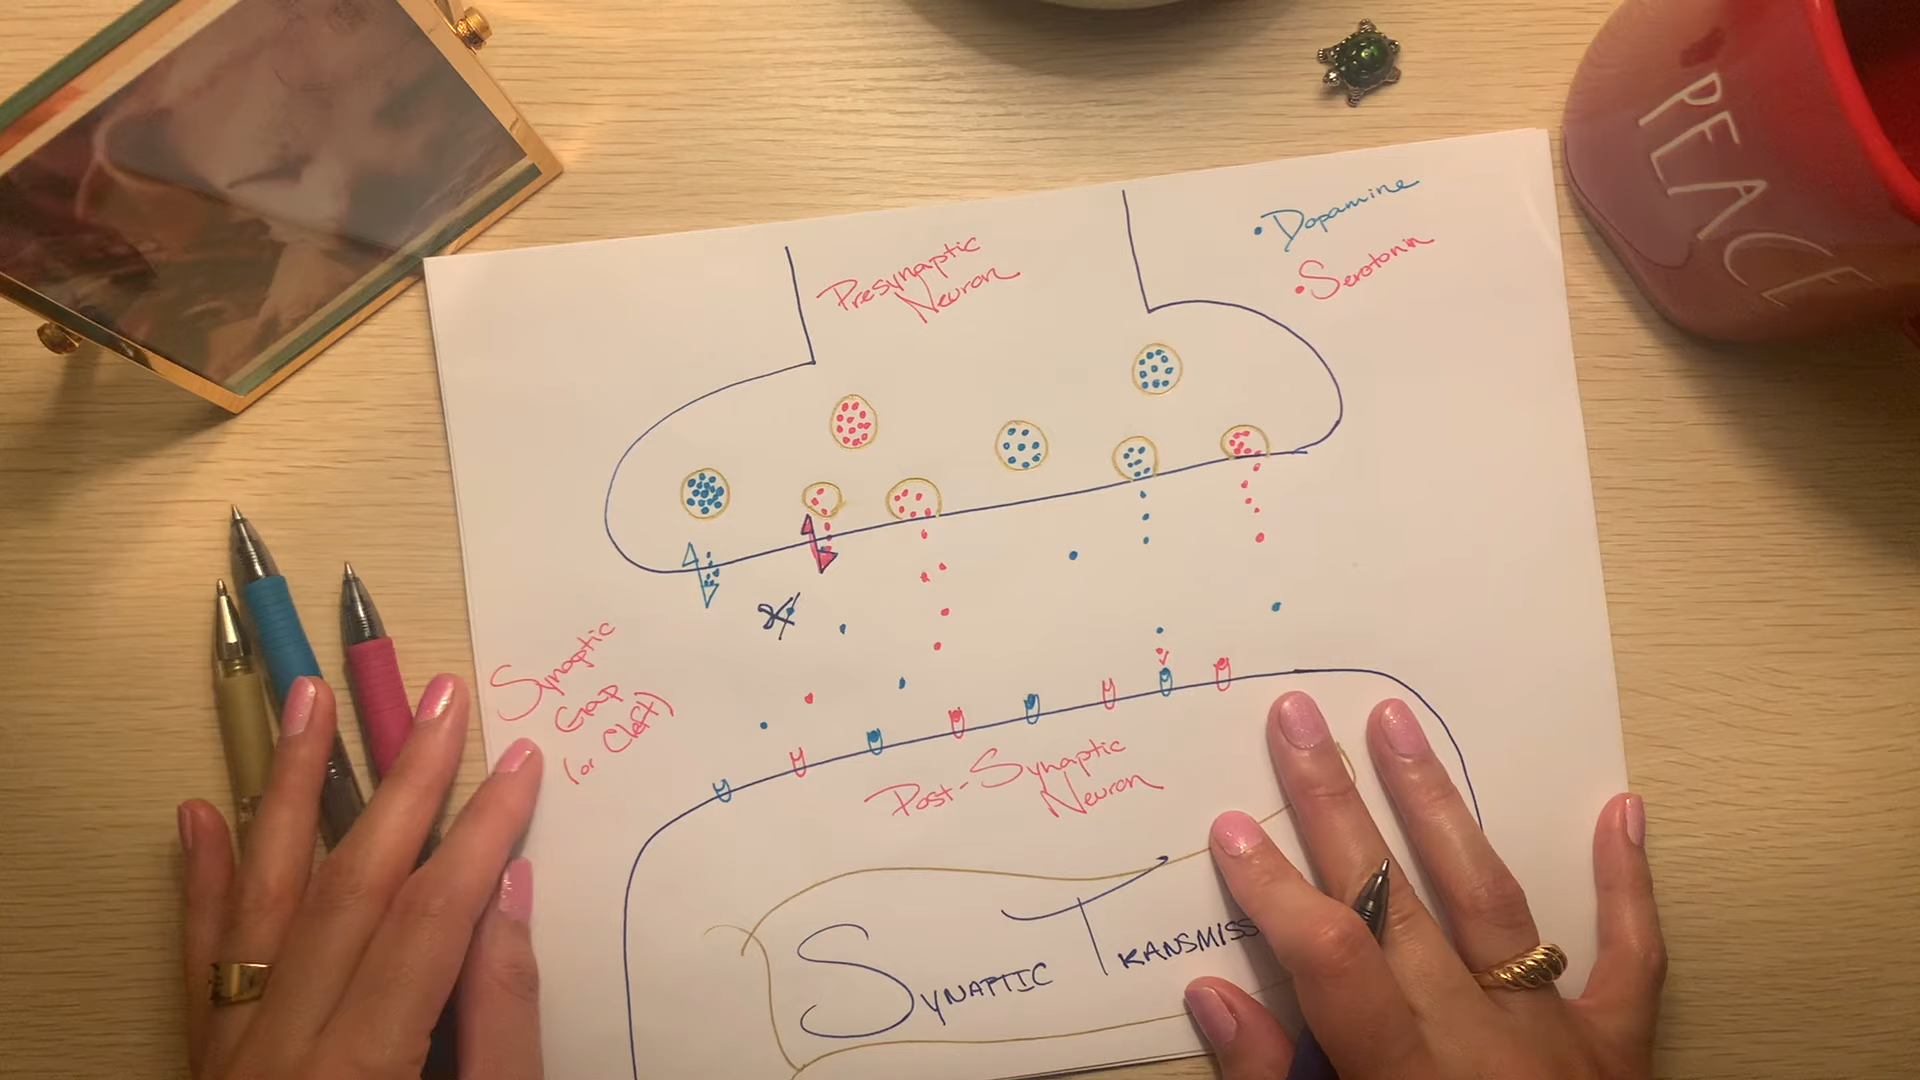 PEACE
Dopamine
Serotonin
Presynaptic
Neuron
Synaptic
Gap
(or Cleft)
Post-Synaptic
Neuron
SYNAPTIC TRANSMISS